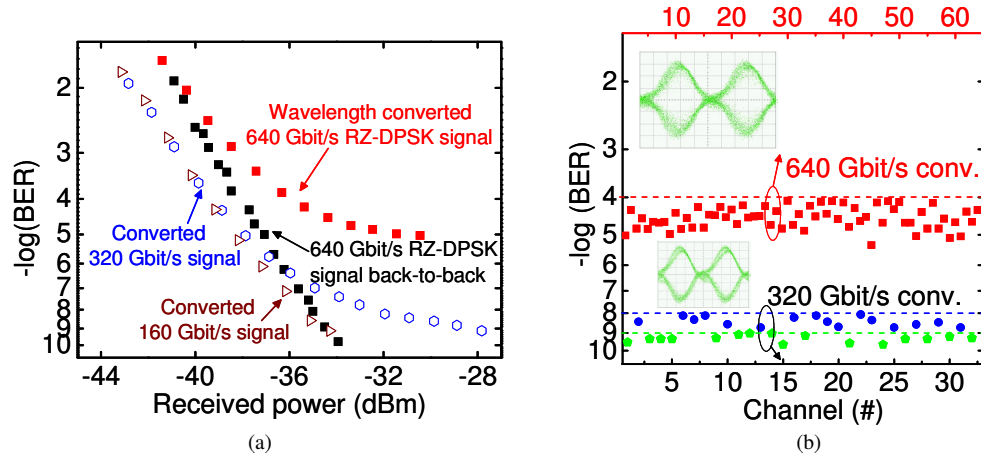 2
3
4
5
6
7
8
9
10
-log(BER)
-44
-40
-36
-32
-28
Received power (dBm)
Wavelength converted
640 Gbit/s RZ-DPSK signal
Converted
320 Gbit/s signal
640 Gbit/s RZ-DPSK
signal back-to-back
Converted
160 Gbit/s signal
(a)
10 20 30 40 50 60
2
3
4
5
6
7
8
9
10
-log (BER)
640 Gbit/s conv.
320 Gbit/s conv.
5 10 15 20 25 30
Channel (#)
(b)